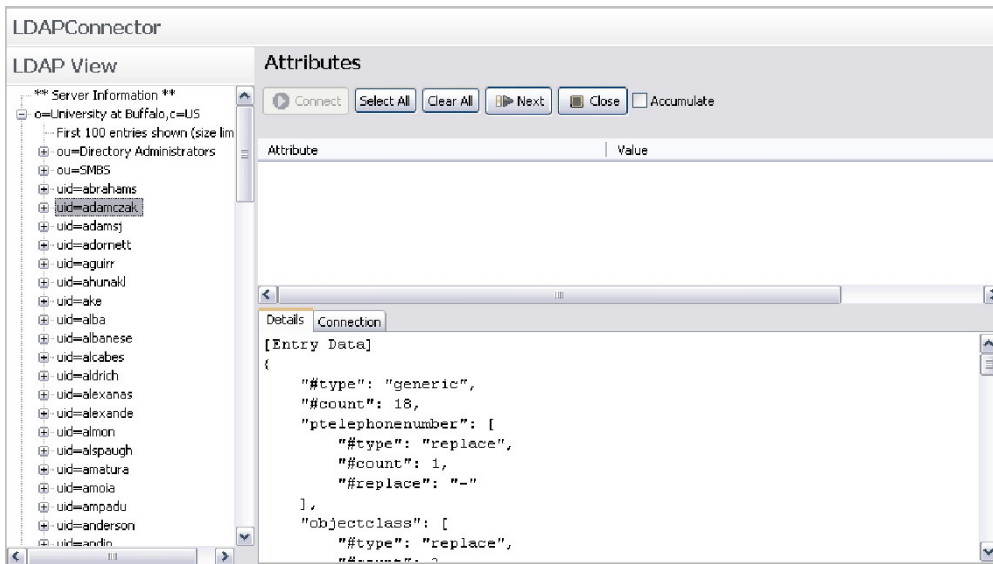 LDAPConnector
LDAP View
** Server Information **
o=University at Buffalo,c=US
First 100 entries shown (size lim
ou=Directory Administrators
ou=SMBS
uid=abrahams
uid=adamczak
uid=adamsj
uid=adornett
uid=aguirr
uid=ahunakl
uid=ake
uid=alba
uid=albanese
uid=alcabes
uid=aldrich
uid=alexanas
uid=alexande
uid=almon
uid=alspaugh
uid=amatura
uid=amoia
uid=ampadu
uid=anderson
uid=andin
Attributes
Connect Select All Clear All Next Close Accumulate
Attribute Value
Details Connection
[Entry Data]
{
"#type": "generic",
"#count": 18,
"ptelephonenumber": [
"#type": "replace",
"#count": 1,
"#replace": "-"
],
"objectclass": [
"#type": "replace",